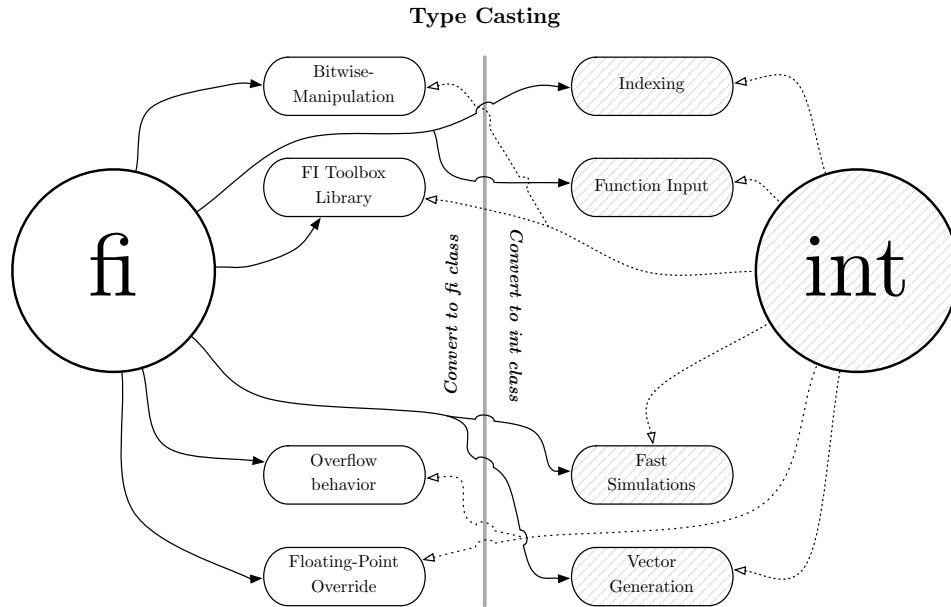 Type Casting
Bitwise-
Manipulation
Indexing
FI Toolbox
Library
Function Input
fi
int
Convert to fi class
Convert to int class
Overflow
behavior
Fast
Simulations
Floating-Point
Override
Vector
Generation